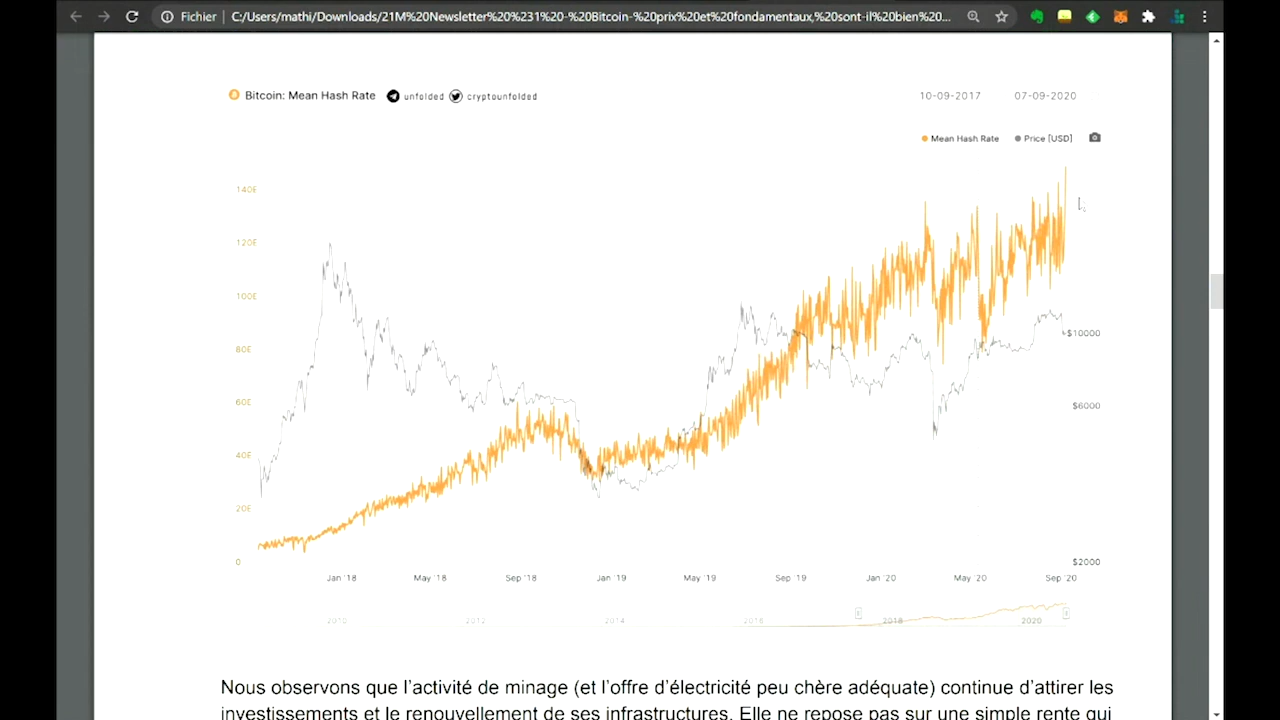 Fichier C:/Users/mathi/Downloads/21M%20Newsletter%20%231%20-%20Bitcoin-%20prix%20et%20fondamentaux,%20sont-il%20bien%20...
Bitcoin: Mean Hash Rate unfolded cryptounfolded 10-09-2017 07-09-2020
Mean Hash Rate Price [USD]
140E
120E
100E
80E
60E
40E
20E
0
$10000
$6000
$2000
Jan '18 May '18 Sep '18 Jan '19 May '19 Sep '19 Jan '20 May '20 Sep '20
2010 2012 2014 2016 2018 2020
Nous observons que l'activité de minage (et l'offre d'électricité peu chère adéquate) continue d'attirer les
investissements et le renouvellement de ses infrastructures. Elle ne repose pas sur une simple rente qui